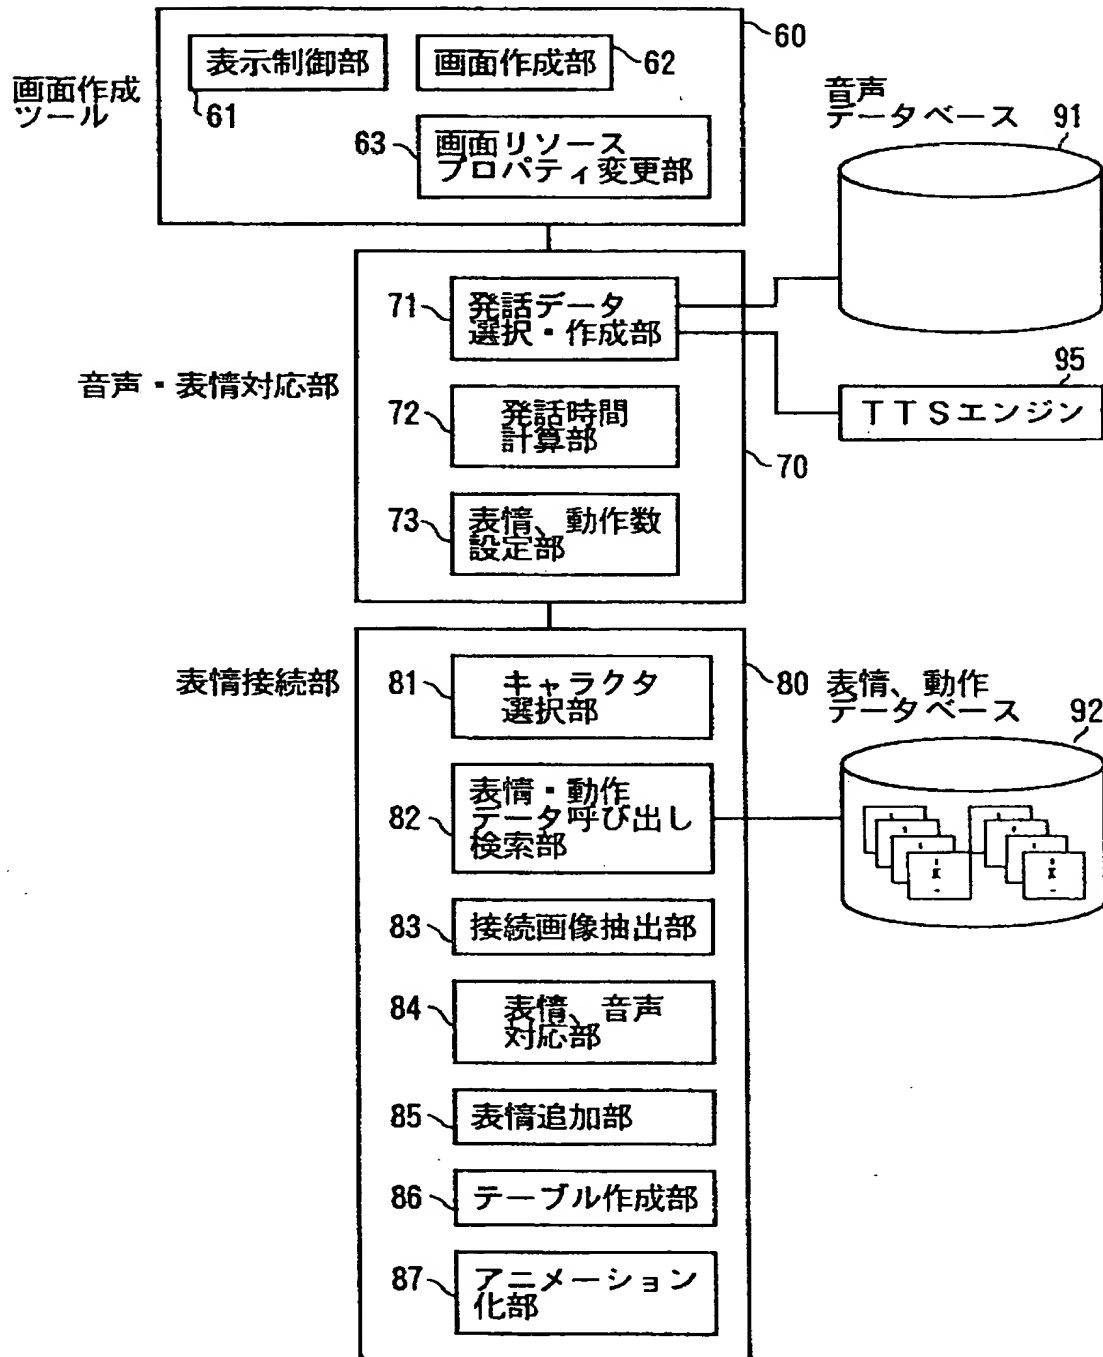 60
表示制御部
画面作成部
62
画面作成
ツール
61
63
画面リソース
プロパティ変更部
音声
データベース
91
71
発話データ
選択・作成部
音声・表情対応部
72
発話時間
計算部
95
TTSエンジン
70
73
表情、動作数
設定部
表情接続部
81
キャラクタ
選択部
80
表情、動作
データベース
92
82
表情・動作
データ呼び出し
検索部
83
接続画像抽出部
84
表情、音声
対応部
85
表情追加部
86
テーブル作成部
87
アニメーション
化部